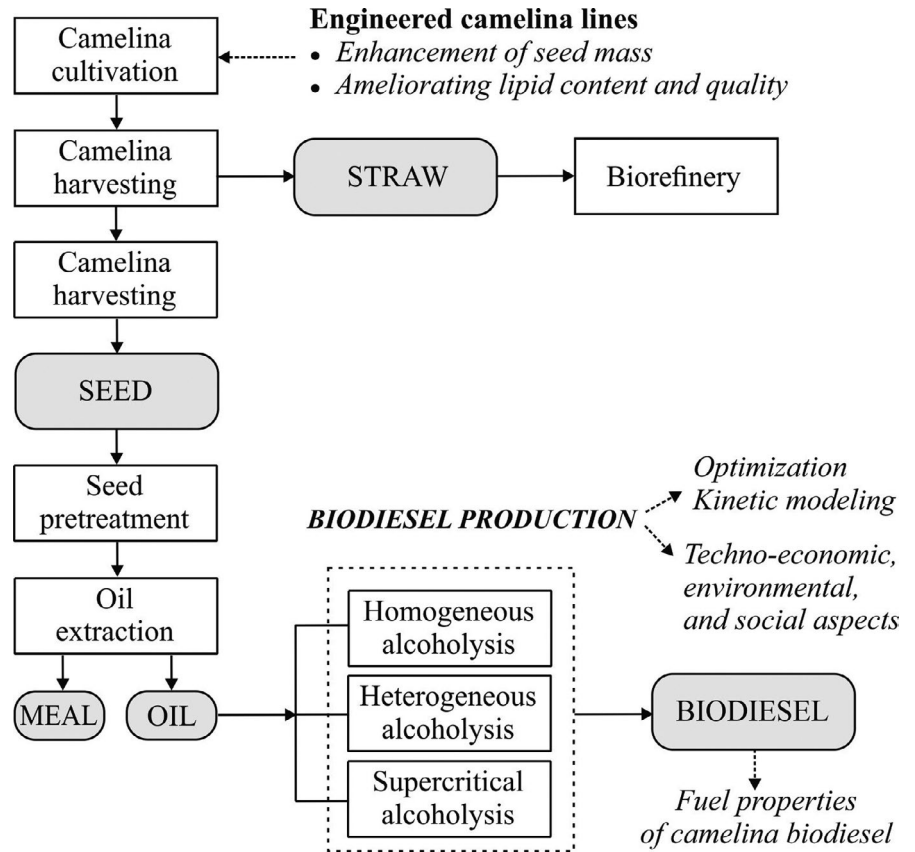 Engineered camelina lines
• Enhancement of seed mass
• Ameliorating lipid content and quality
Camelina
cultivation
Camelina
harvesting
STRAW
Biorefinery
Camelina
harvesting
SEED
Seed
pretreatment
Oil
extraction
MEAL
OIL
BIODIESEL PRODUCTION
Optimization
Kinetic modeling
Techno-economic,
environmental,
and social aspects
Homogeneous
alcoholysis
Heterogeneous
alcoholysis
Supercritical
alcoholysis
BIODIESEL
Fuel properties
of camelina biodiesel